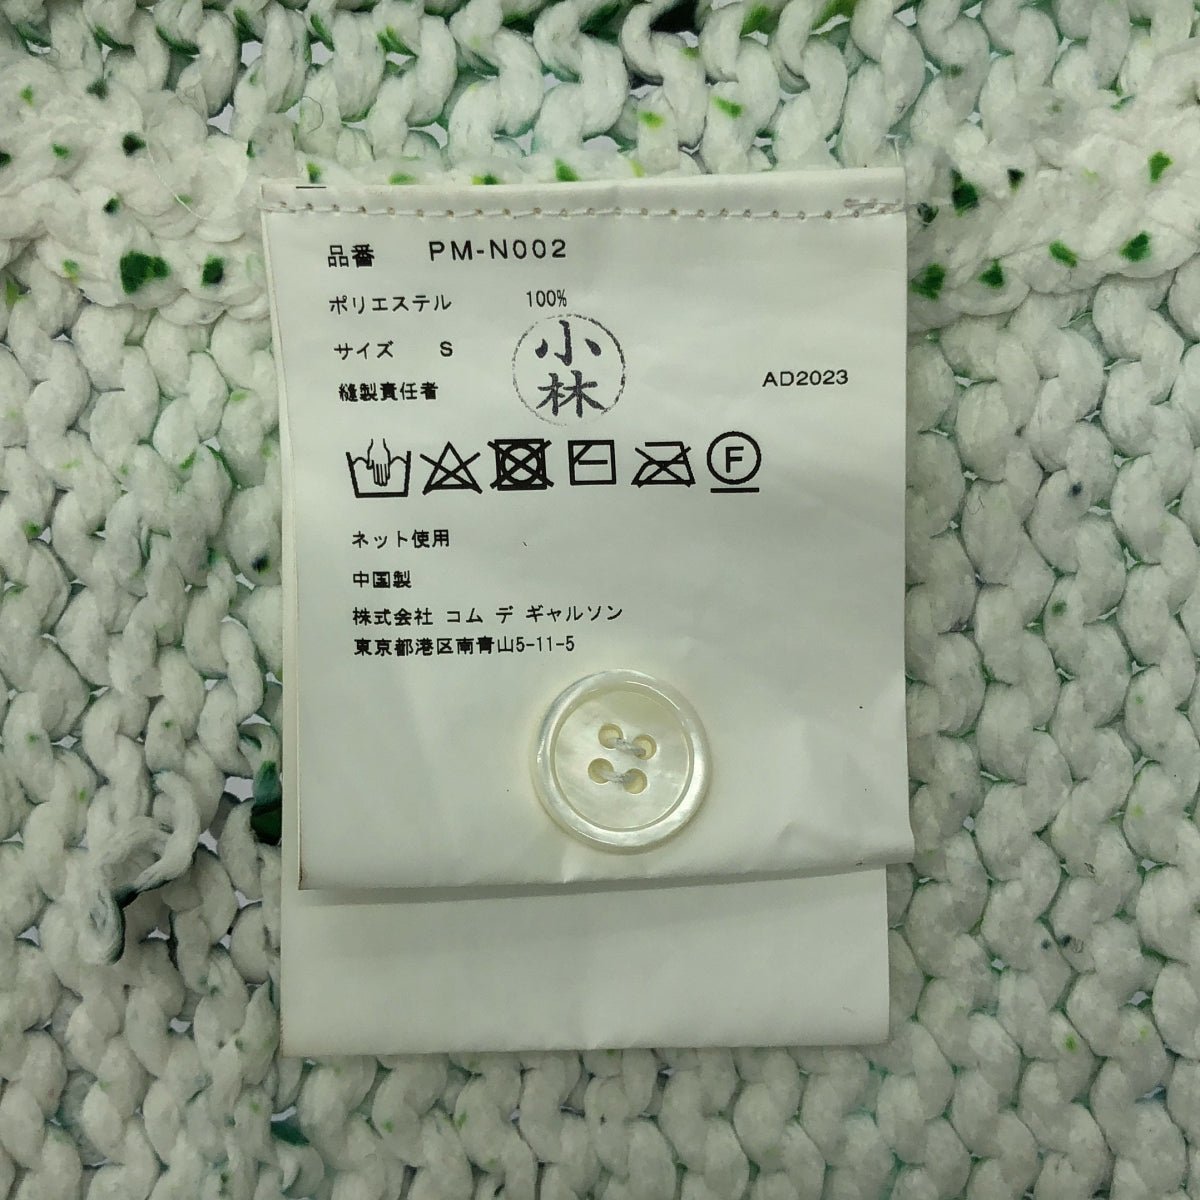 品番 PM-N002
ポリエステル 100%
サイズ S
小林
縫製責任者
AD2023
F
ネット使用
中国製
株式会社 コム デ ギャルソン
東京都港区南青山5-11-5